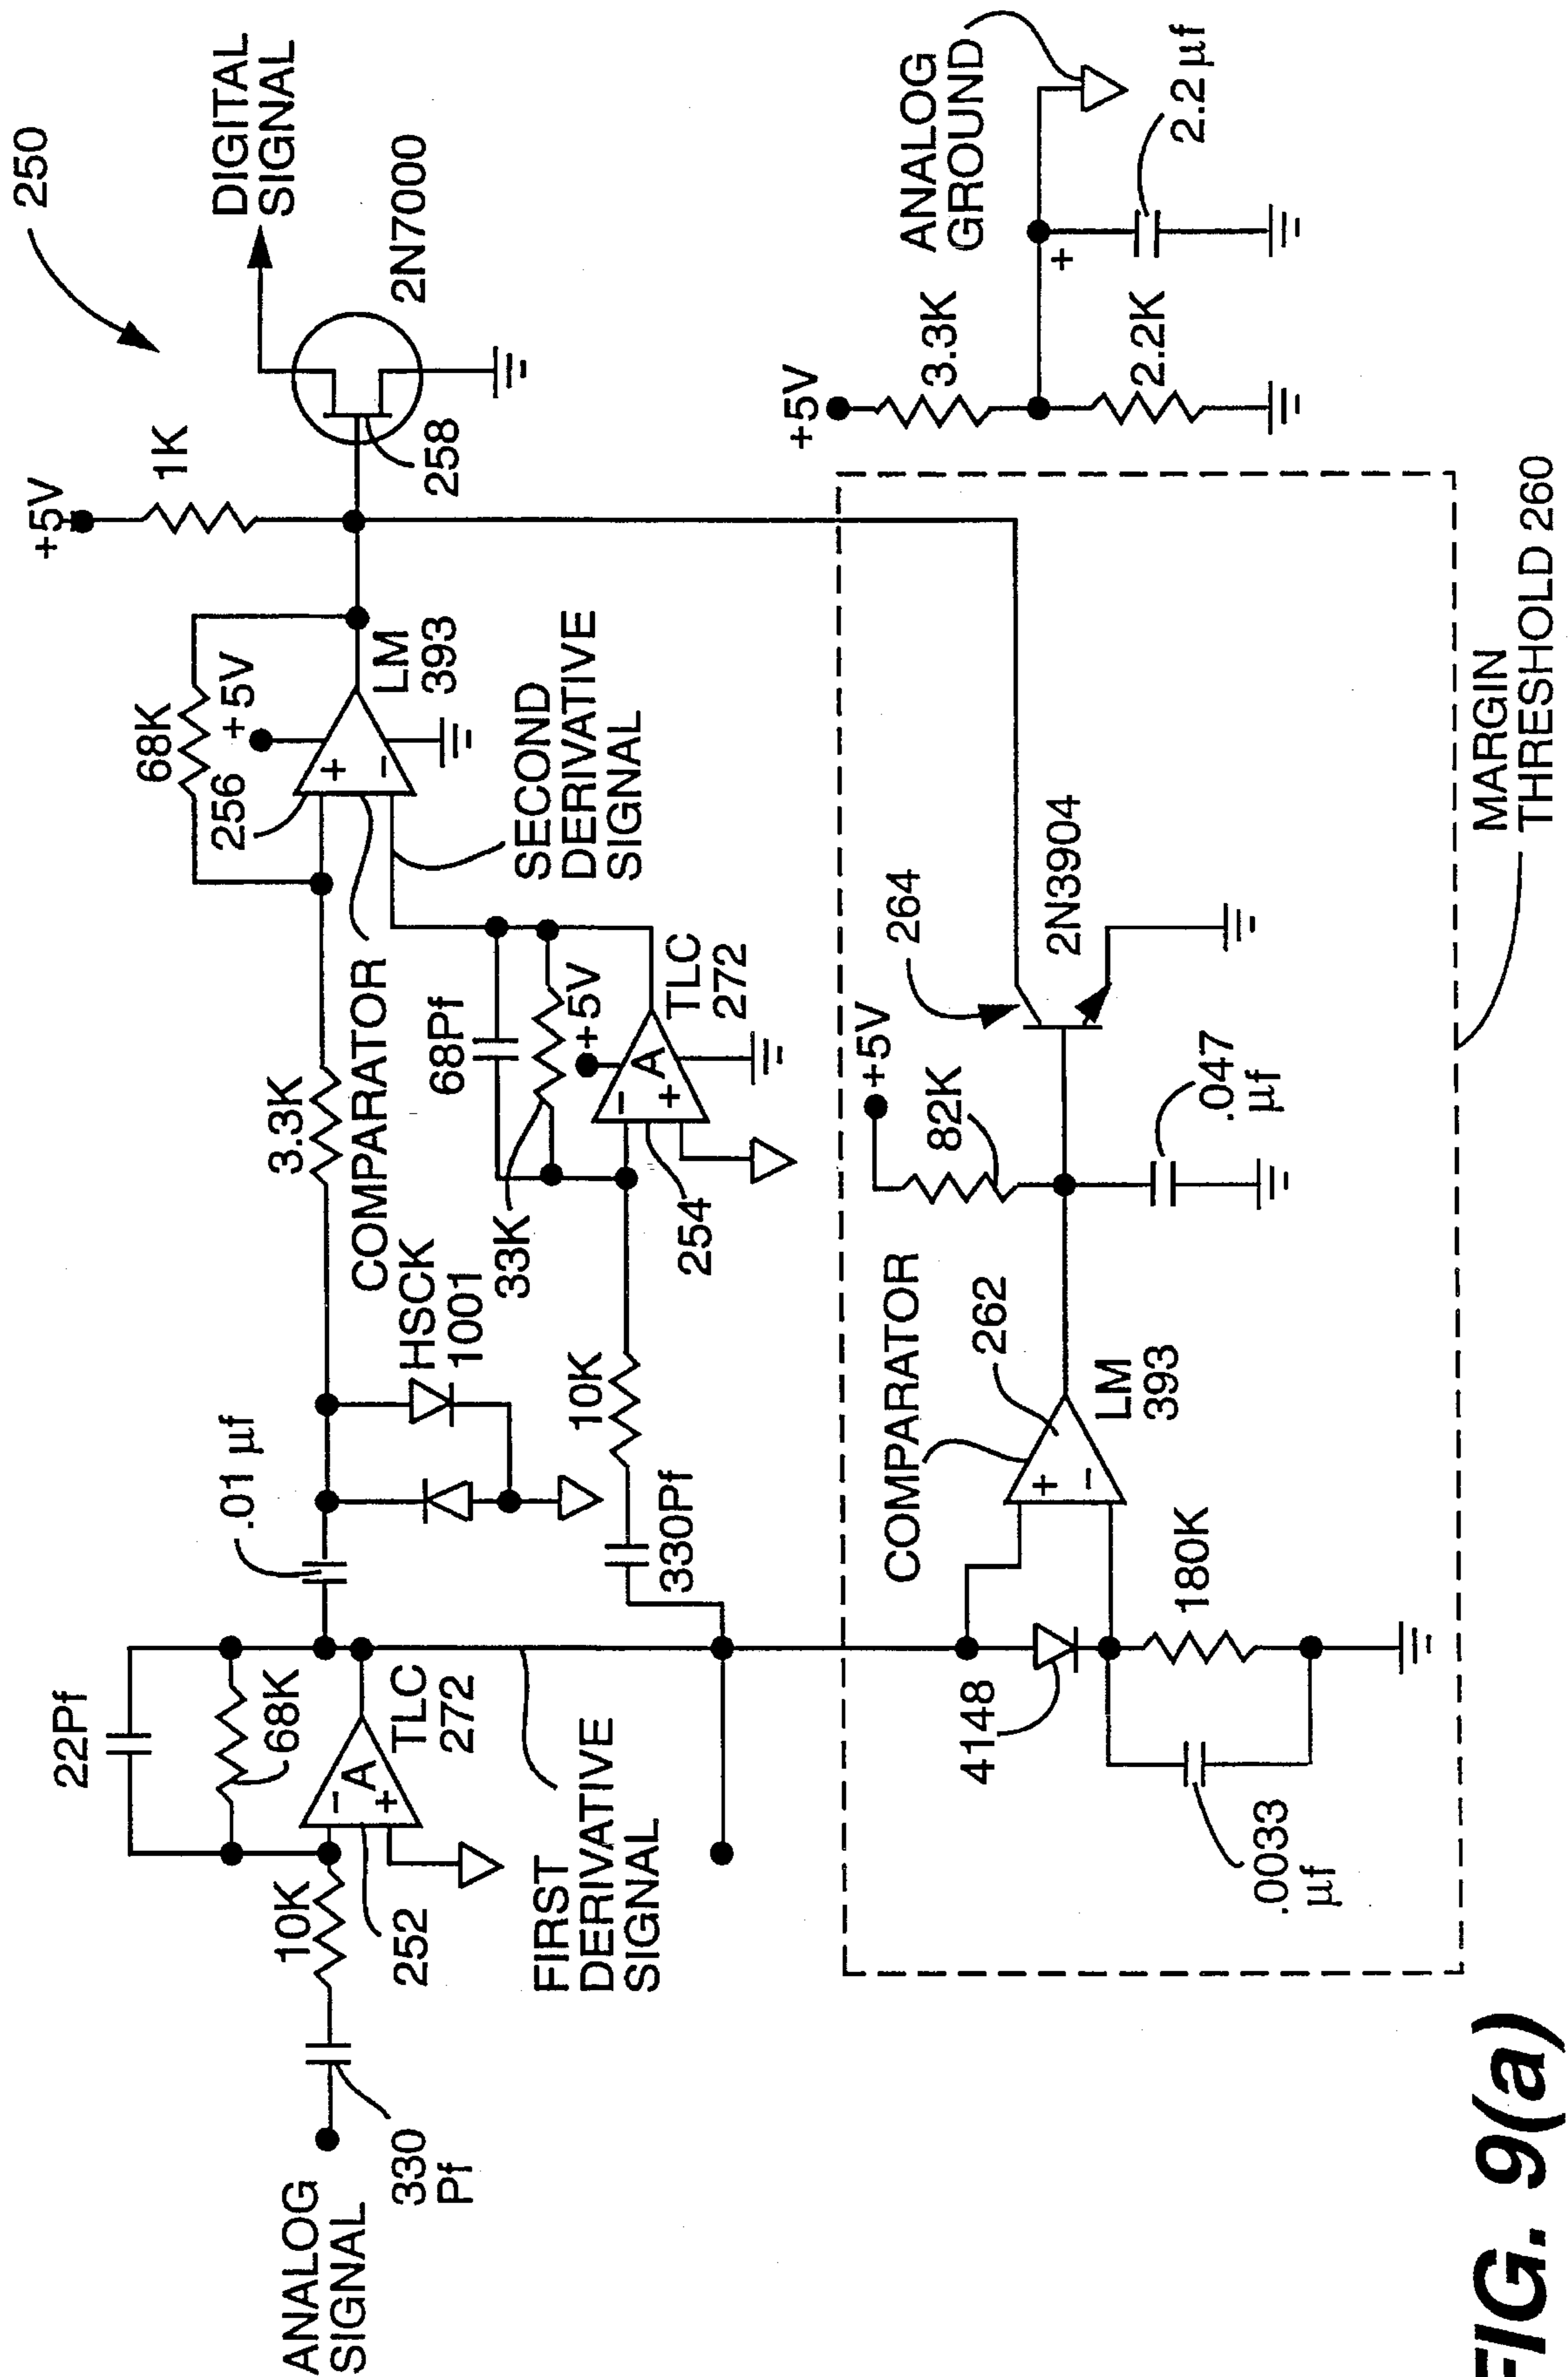 250
DIGITAL
SIGNAL
+5V
1K
2N7000
258
68K
+5V
256
+
-
LM
393
3.3K
COMPARATOR
SECOND
DERIVATIVE
SIGNAL
68Pf
33K
+5V
A
-
+
TLC
272
254
.01 µf
HSCK
1001
10K
330Pf
22Pf
68K
A
-
+
TLC
272
10K
252
330
Pf
ANALOG
SIGNAL
FIRST
DERIVATIVE
SIGNAL
ANALOG
GROUND
+5V
3.3K
2.2K
+
2.2 µf
COMPARATOR
262
+
-
LM
393
4148
180K
.0033
µf
+5V
82K
.047
µf
264
2N3904
MARGIN
THRESHOLD 260
FIG. 9(a)